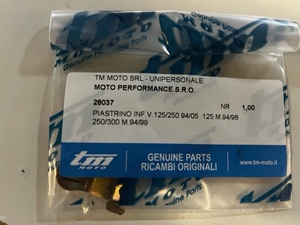 TM MOTO SRL - UNIPERSONALE
MOTO PERFORMANCE S.R.O.
28037 NR 1,00
PIASTRINO INF.V.125/250 94/05 125 M.94/98
250/300 M.94/99
tm
MOTO
GENUINE PARTS
RICAMBI ORIGINALI
www.tm-moto.it